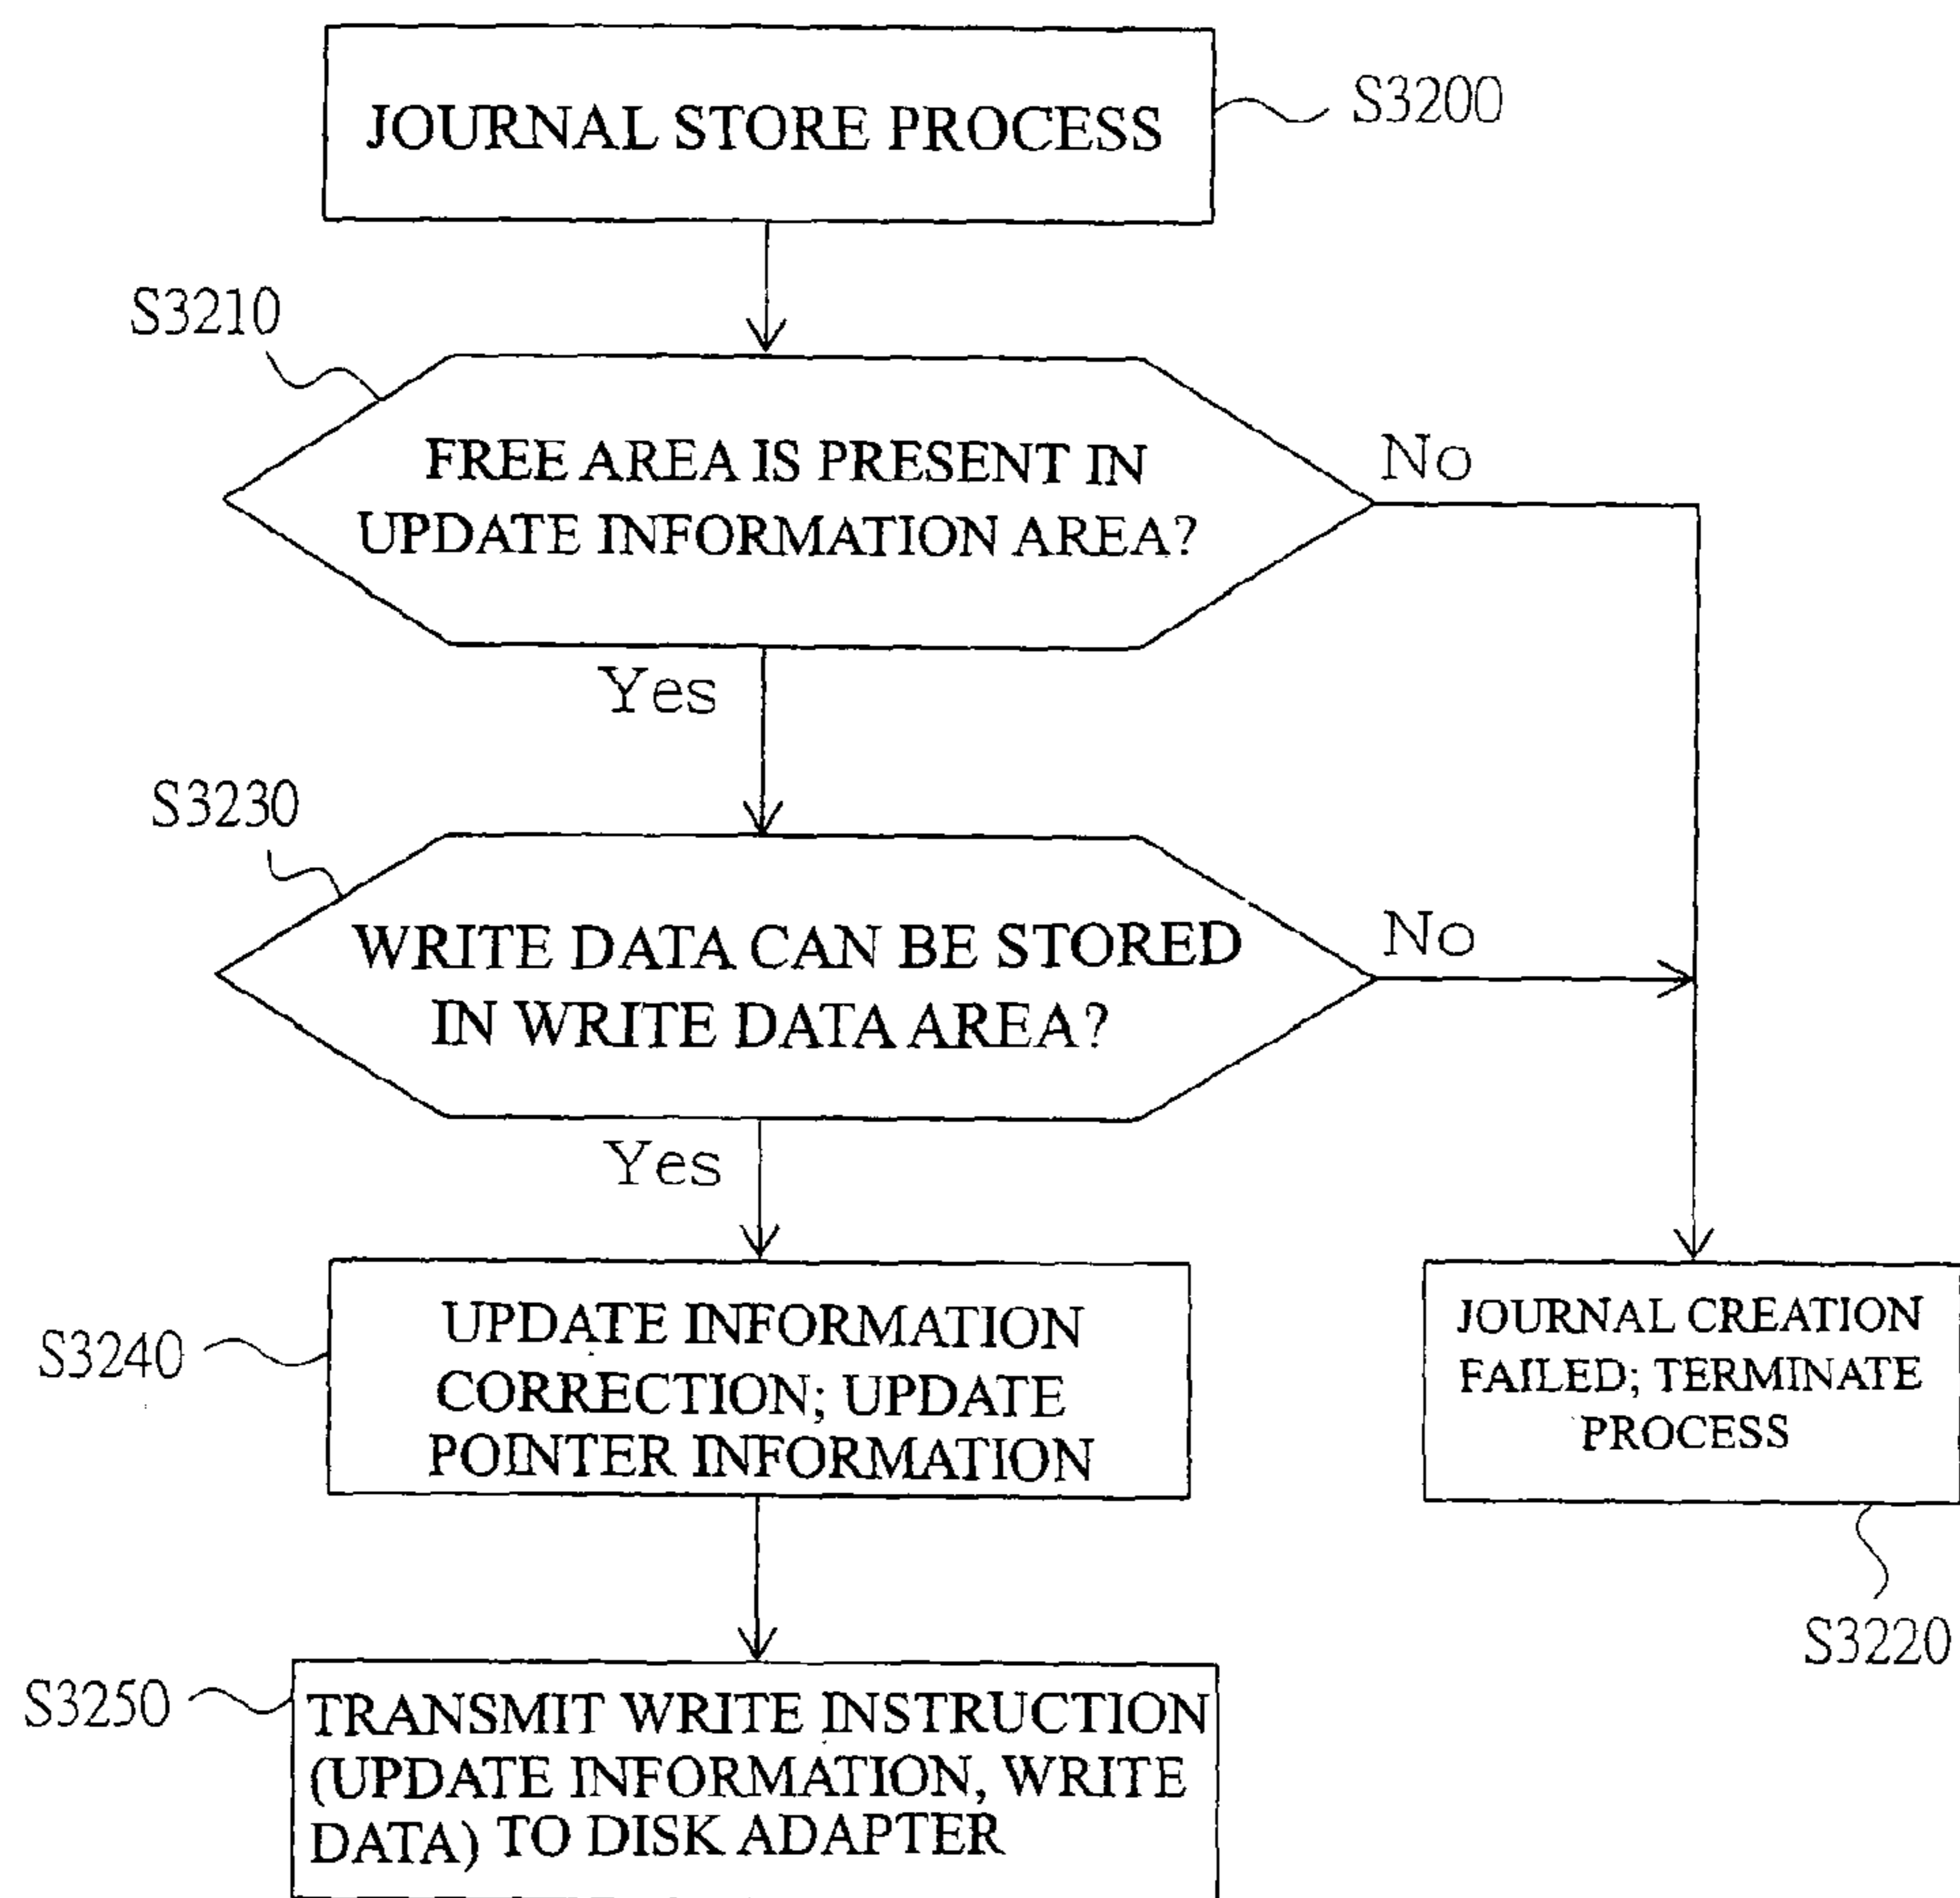 JOURNAL STORE PROCESS
S3200
S3210
FREE AREA IS PRESENT IN
UPDATE INFORMATION AREA?
No
Yes
S3230
WRITE DATA CAN BE STORED
IN WRITE DATA AREA?
No
Yes
S3240
UPDATE INFORMATION
CORRECTION; UPDATE
POINTER INFORMATION
JOURNAL CREATION
FAILED; TERMINATE
PROCESS
S3220
S3250
TRANSMIT WRITE INSTRUCTION
(UPDATE INFORMATION, WRITE
DATA) TO DISK ADAPTER